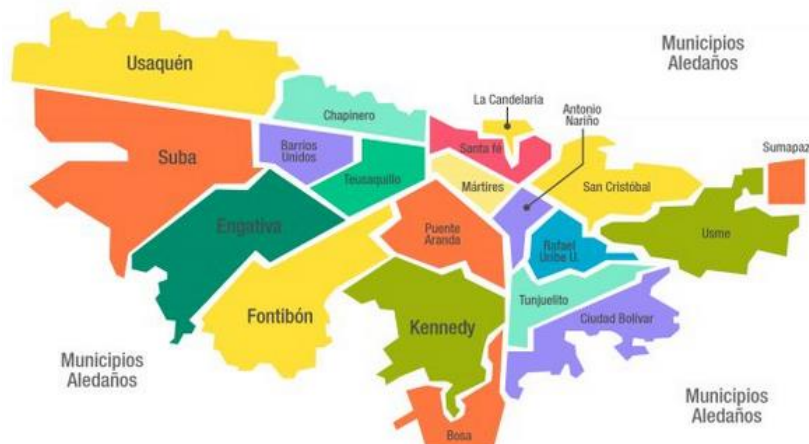 Usaquén
Municipios
Aledaños
La Candelaria
Antonio
Nariño
Chapinero
Suba
Barrios
Unidos
Santa fé
Sumapaz
Teusaquillo
Mártires
San Cristóbal
Engativa
Puente
Aranda
Rafael
Uribe U.
Usme
Fontibón
Kennedy
Tunjuelito
Ciudad Bolívar
Municipios
Aledaños
Municipios
Aledaños
Bosa